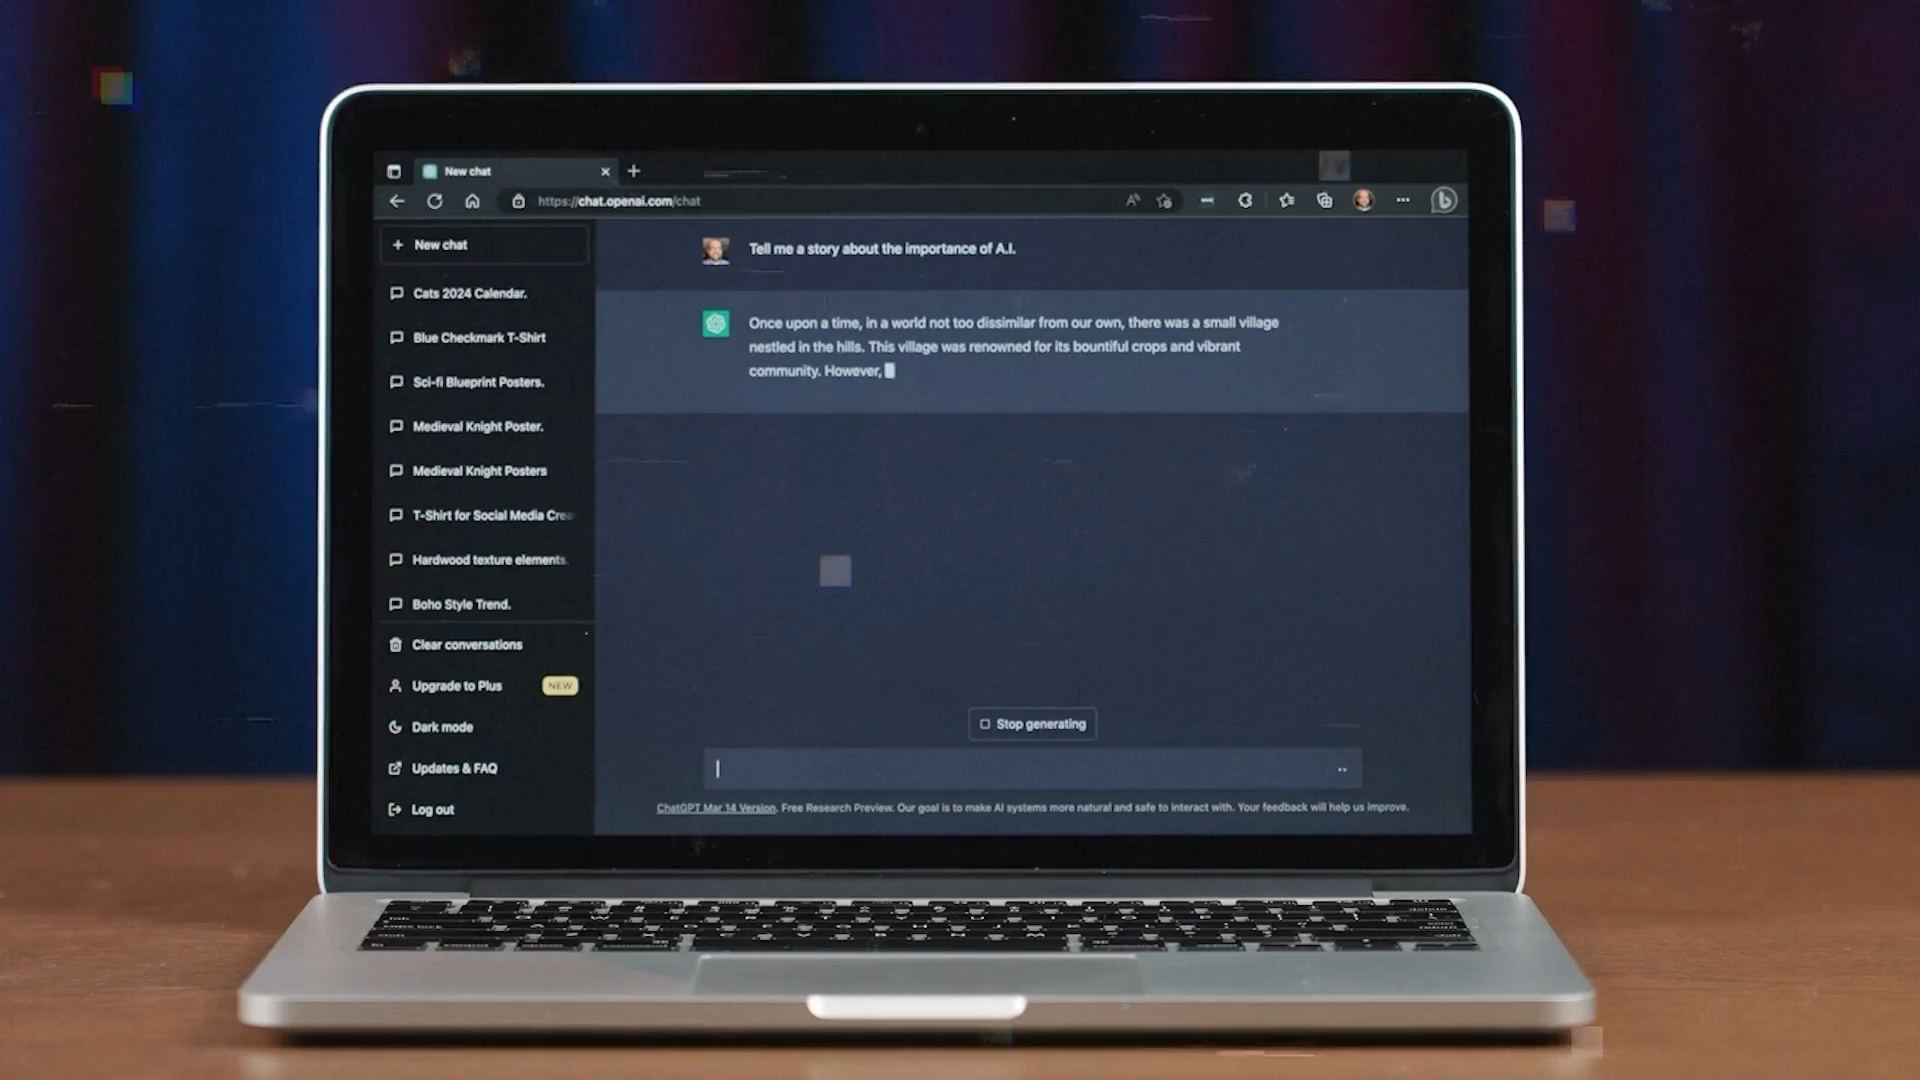 New chat
https://chat.openai.com/chat
New chat
Cats 2024 Calendar.
Blue Checkmark T-Shirt
Sci-fi Blueprint Posters.
Medieval Knight Poster.
Medieval Knight Posters
T-Shirt for Social Media Crea
Hardwood texture elements.
Boho Style Trend.
Clear conversations
Upgrade to Plus NEW
Dark mode
Updates & FAQ
Log out
Tell me a story about the importance of A.I.
Once upon a time, in a world not too dissimilar from our own, there was a small village
nestled in the hills. This village was renowned for its bountiful crops and vibrant
community. However,
Stop generating
ChatGPT Mar 14 Version. Free Research Preview. Our goal is to make AI systems more natural and safe to interact with. Your feedback will help us improve.